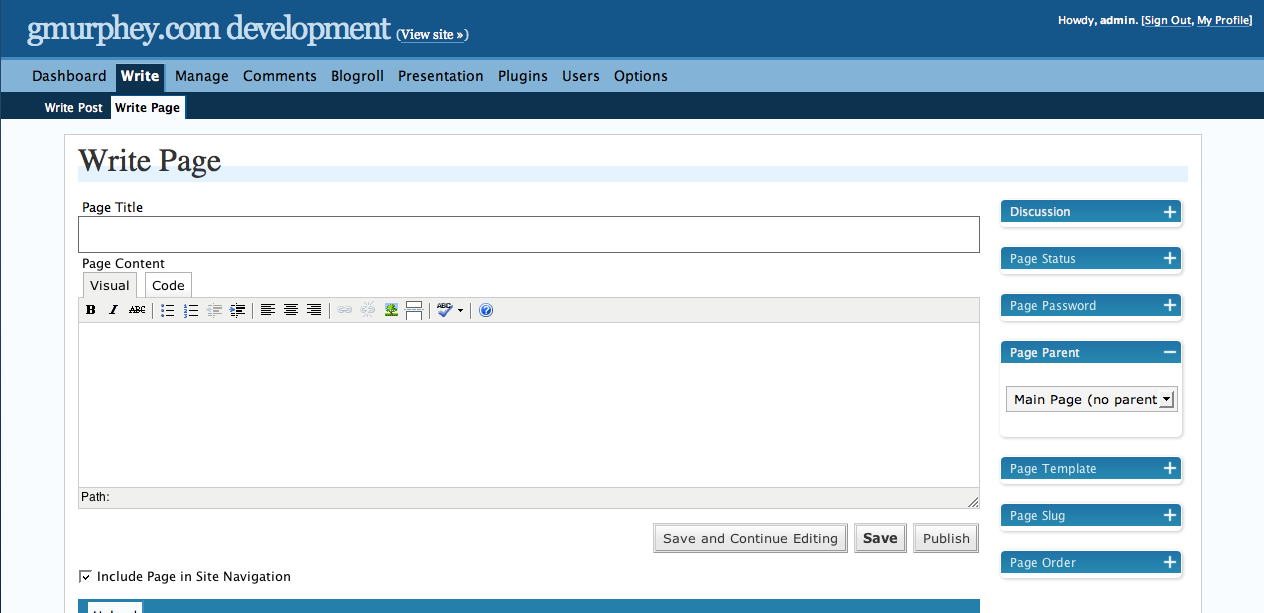 gmurphey.com development (View site »)
Howdy, admin. [Sign Out, My Profile]
Dashboard Write Manage Comments Blogroll Presentation Plugins Users Options
Write Post Write Page
Write Page
Page Title
Page Content
Visual Code
B I ABC ABC ?
Path:
Save and Continue Editing Save Publish
Include Page in Site Navigation
Discussion
Page Status
Page Password
Page Parent
Main Page (no parent
Page Template
Page Slug
Page Order